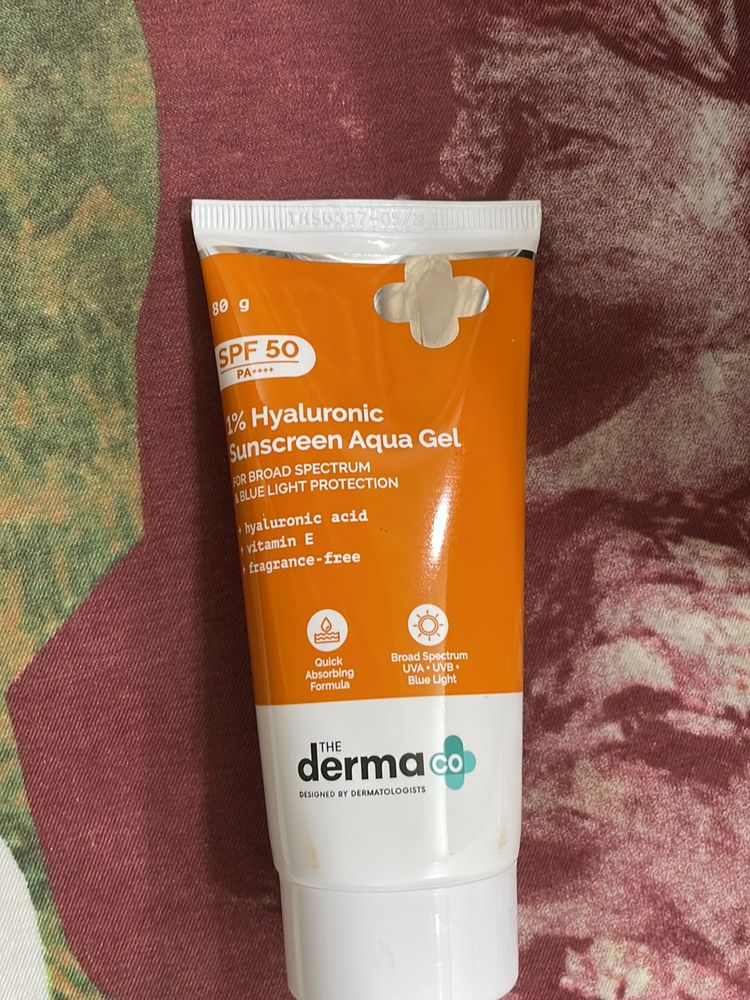 80 g
SPF 50
PA++++
1% Hyaluronic
Sunscreen Aqua Gel
FOR BROAD SPECTRUM
& BLUE LIGHT PROTECTION
+ hyaluronic acid
+ vitamin E
+ fragrance-free
Quick
Absorbing
Formula
Broad Spectrum
UVA + UVB +
Blue Light
THE
derma co
DESIGNED BY DERMATOLOGISTS